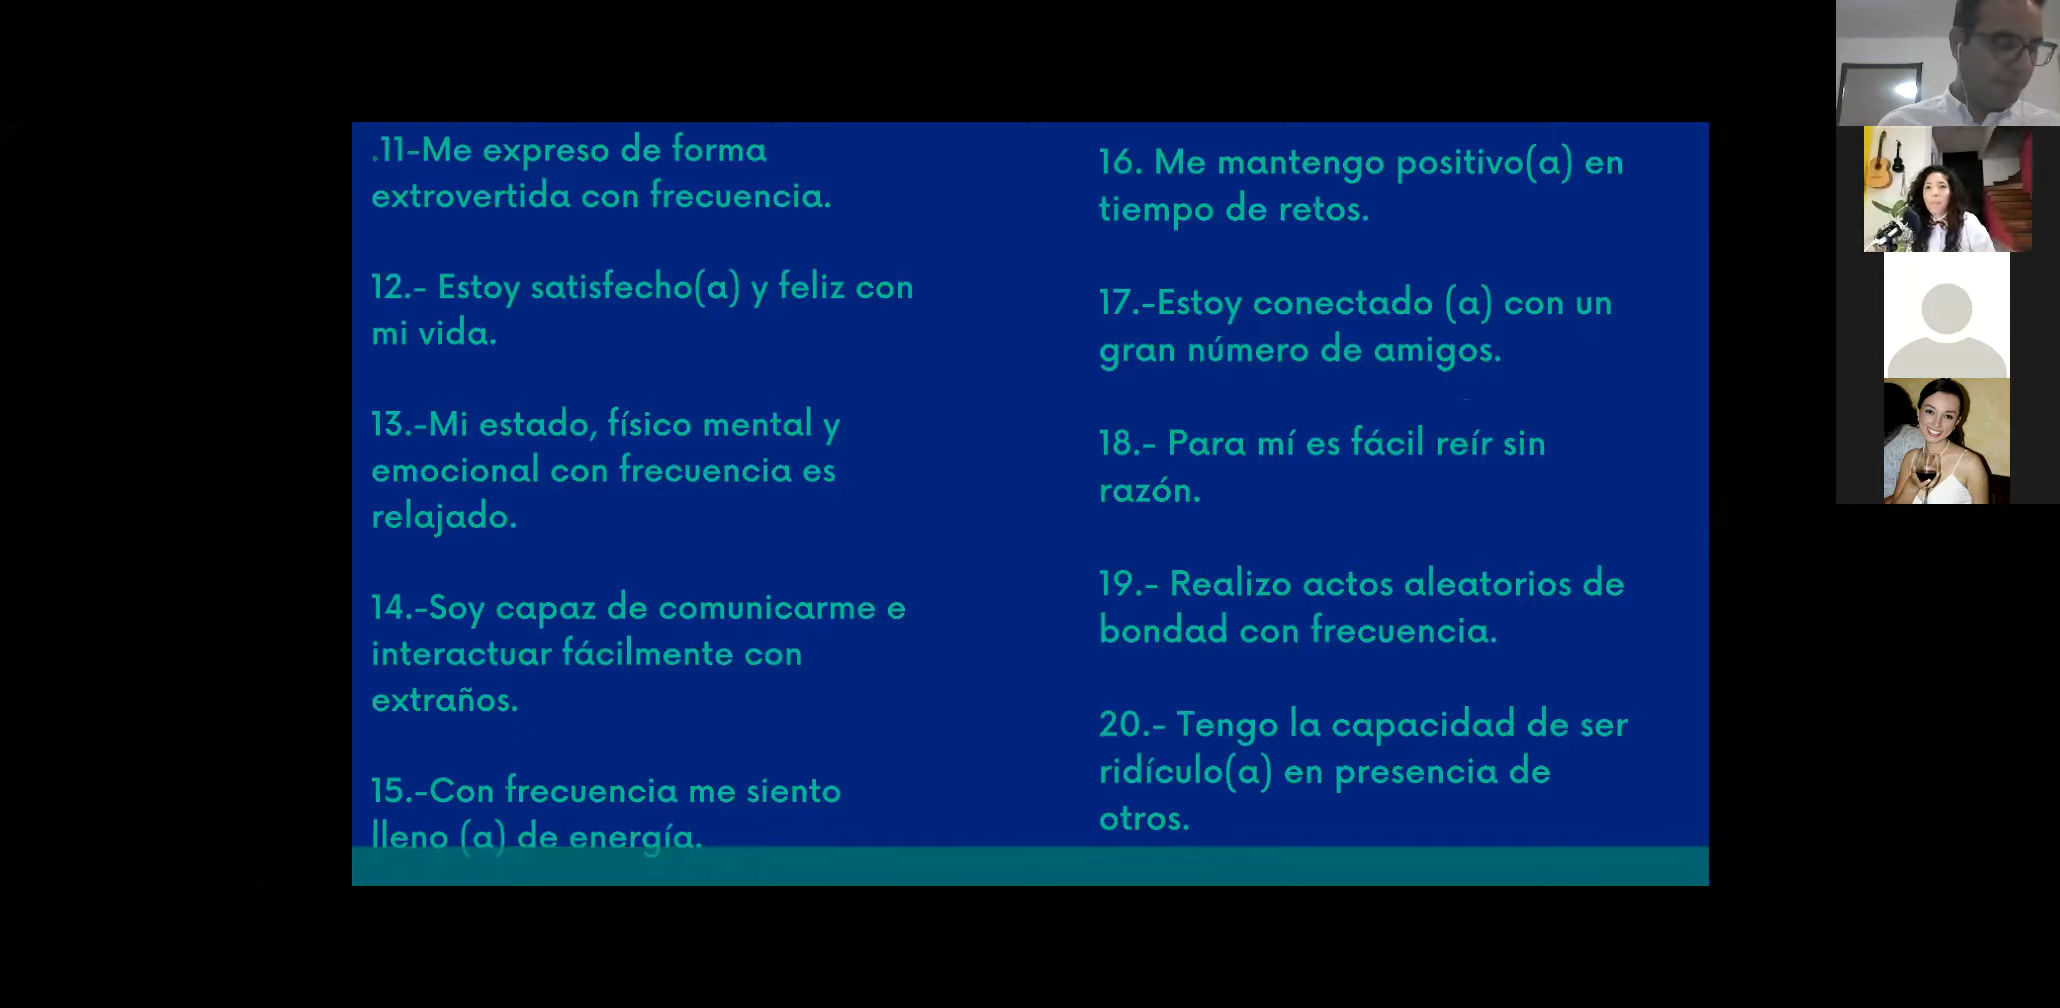 .11-Me expreso de forma
extrovertida con frecuencia.
12.- Estoy satisfecho(a) y feliz con
mi vida.
13.-Mi estado, físico mental y
emocional con frecuencia es
relajado.
14.-Soy capaz de comunicarme e
interactuar fácilmente con
extraños.
15.-Con frecuencia me siento
lleno (a) de energía.
16. Me mantengo positivo(a) en
tiempo de retos.
17.-Estoy conectado (a) con un
gran número de amigos.
18.- Para mí es fácil reír sin
razón.
19.- Realizo actos aleatorios de
bondad con frecuencia.
20.- Tengo la capacidad de ser
ridículo(a) en presencia de
otros.